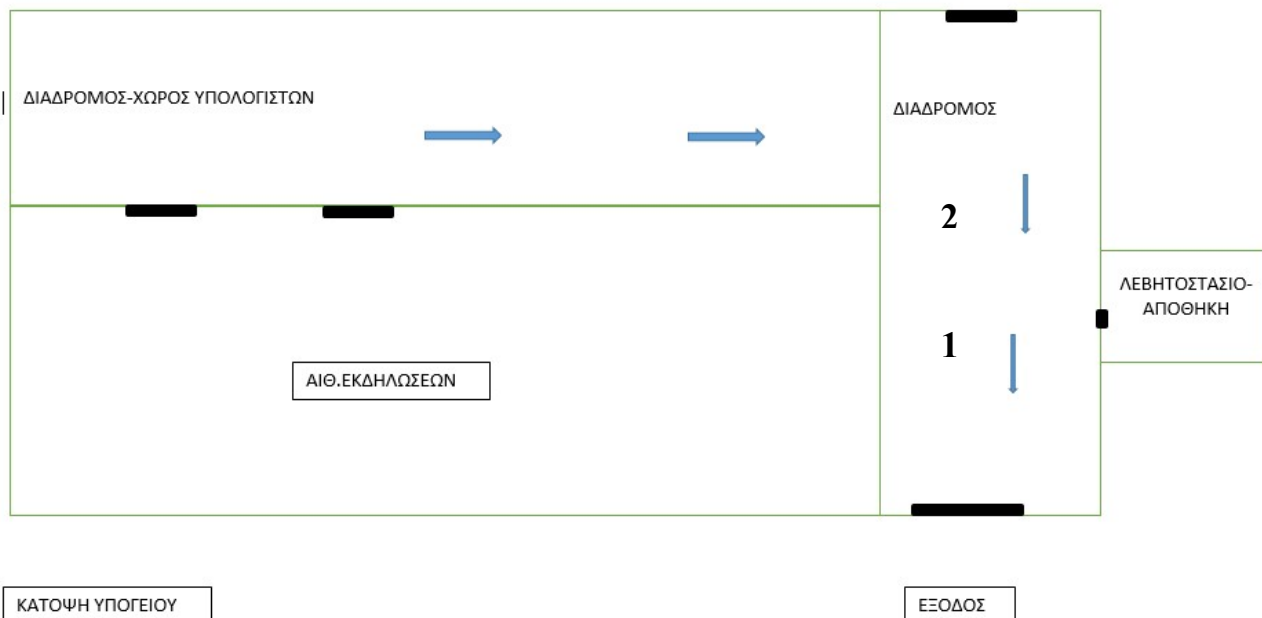 ΔΙΑΔΡΟΜΟΣ-ΧΩΡΟΣ ΥΠΟΛΟΓΙΣΤΩΝ
ΔΙΑΔΡΟΜΟΣ
2
ΛΕΒΗΤΟΣΤΑΣΙΟ-
ΑΠΟΘΗΚΗ
1
ΑΙΘ.ΕΚΔΗΛΩΣΕΩΝ
ΚΑΤΟΨΗ ΥΠΟΓΕΙΟΥ
ΕΞΟΔΟΣ